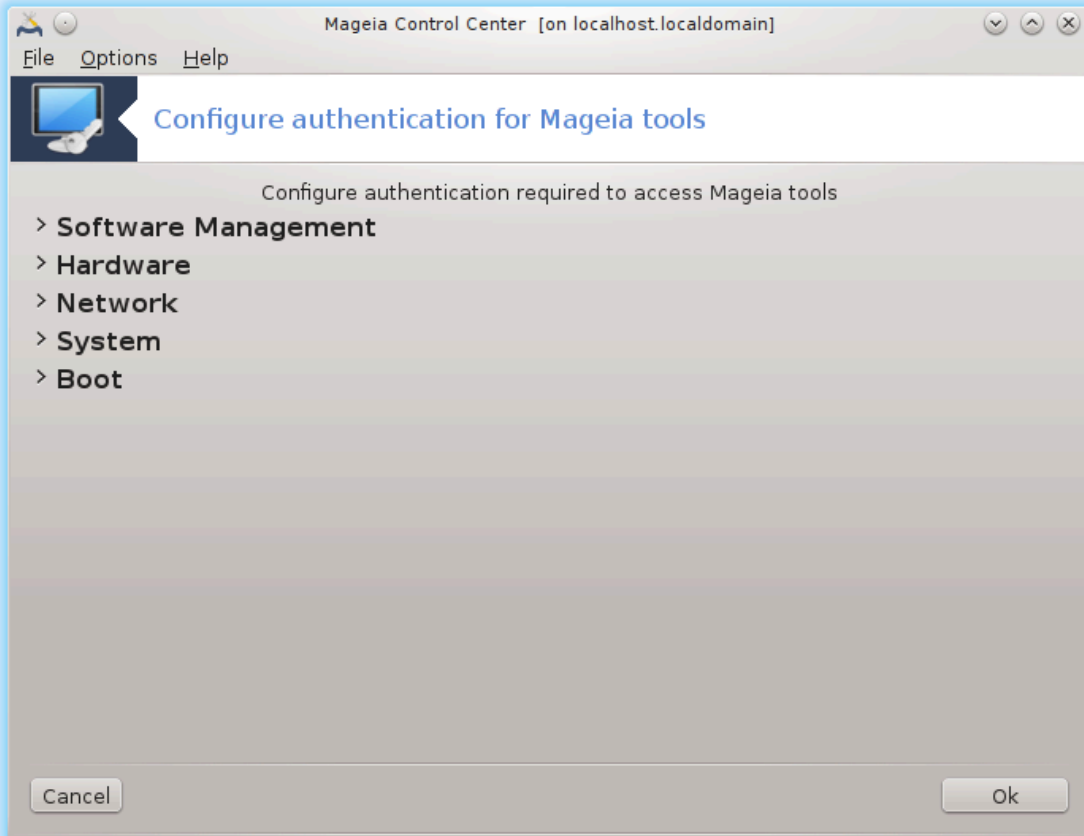 Mageia Control Center [on localhost.localdomain]
File Options Help
Configure authentication for Mageia tools
Configure authentication required to access Mageia tools
> Software Management
> Hardware
> Network
> System
> Boot
Cancel Ok